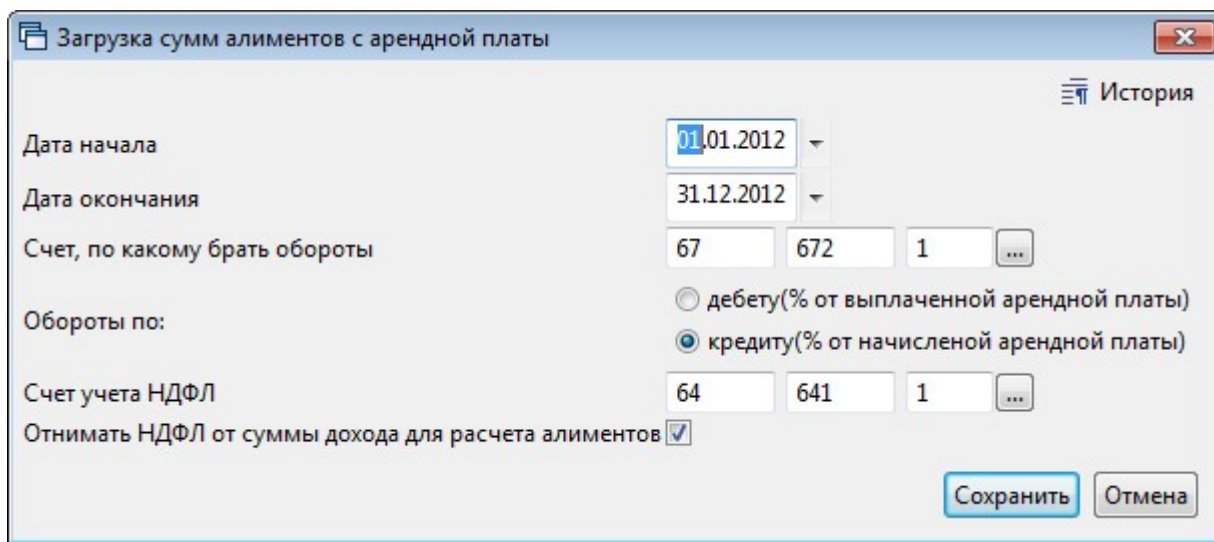 Загрузка сумм алиментов с арендной платы
История
Дата начала 01.01.2012
Дата окончания 31.12.2012
Счет, по какому брать обороты 67 672 1 ...
дебету(% от выплаченной арендной платы)
Обороты по:
кредиту(% от начисленой арендной платы)
Счет учета НДФЛ 64 641 1 ...
Отнимать НДФЛ от суммы дохода для расчета алиментов
Сохранить Отмена